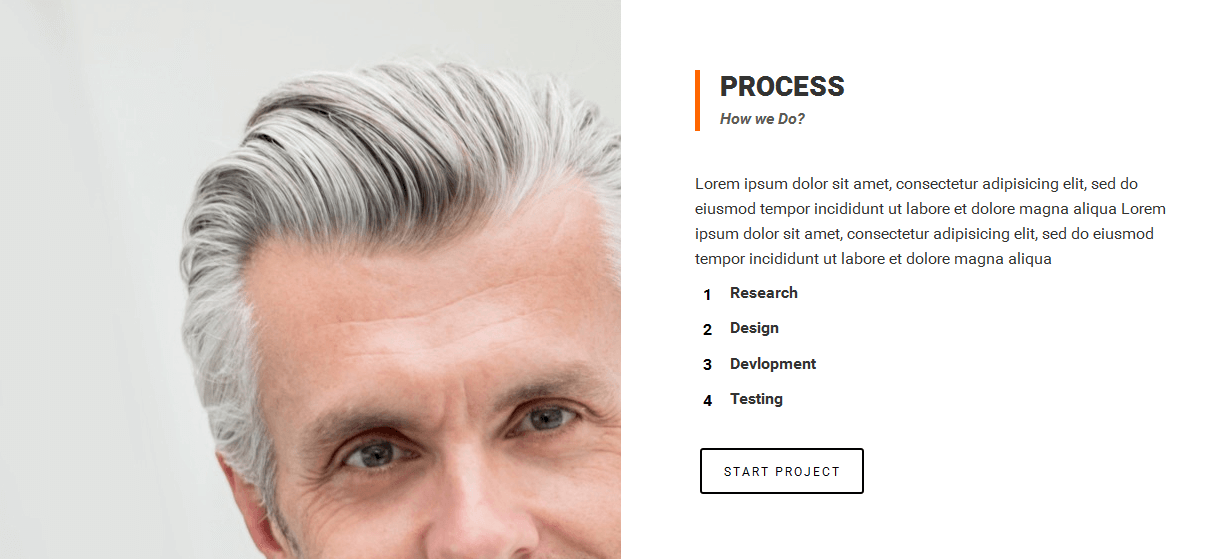 PROCESS
How we Do?
Lorem ipsum dolor sit amet, consectetur adipisicing elit, sed do
eiusmod tempor incididunt ut labore et dolore magna aliqua Lorem
ipsum dolor sit amet, consectetur adipisicing elit, sed do eiusmod
tempor incididunt ut labore et dolore magna aliqua
1 Research
2 Design
3 Devlopment
4 Testing
START PROJECT